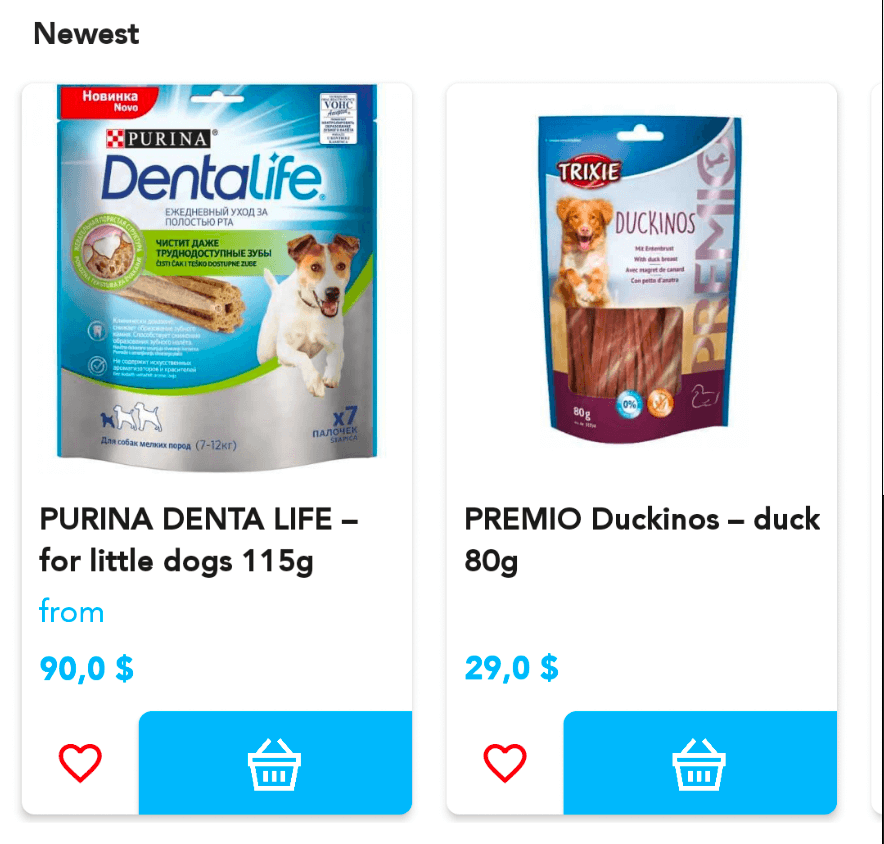 Newest
Новинка
Novo
PURINA
VOHC
Dentalife
ЕЖЕДНЕВНЫЙ УХОД ЗА
ПОЛОСТЬЮ РТА
ЧИСТИТ ДАЖЕ
ТРУДНОДОСТУПНЫЕ ЗУБЫ
ČISTI ČAK I TEŠKO DOSTUPNE ZUBE
x7
ПАЛОЧЕК
Для собак мелких пород (7-12кг)
TRIXIE
PREMIO
DUCKINOS
Mit Entenbrust
With duck breast
Avec magret de canard
Con petto d'anatra
0%
80g
PURINA DENTA LIFE –
for little dogs 115g
from
90,0 $
PREMIO Duckinos – duck
80g
29,0 $